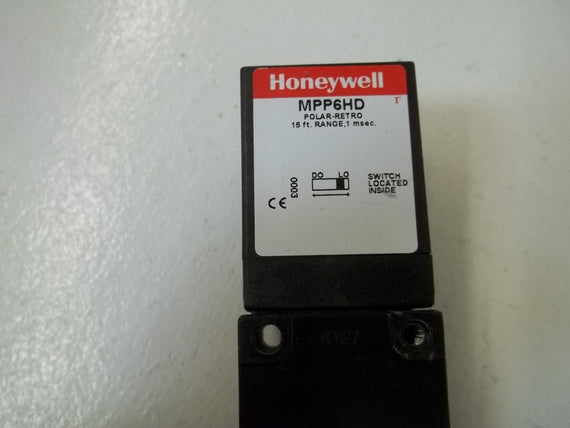 Honeywell
MPP6HD
POLAR-RETRO
15 ft. RANGE,1 msec.
DO LO
SWITCH
LOCATED
INSIDE
0003
CE